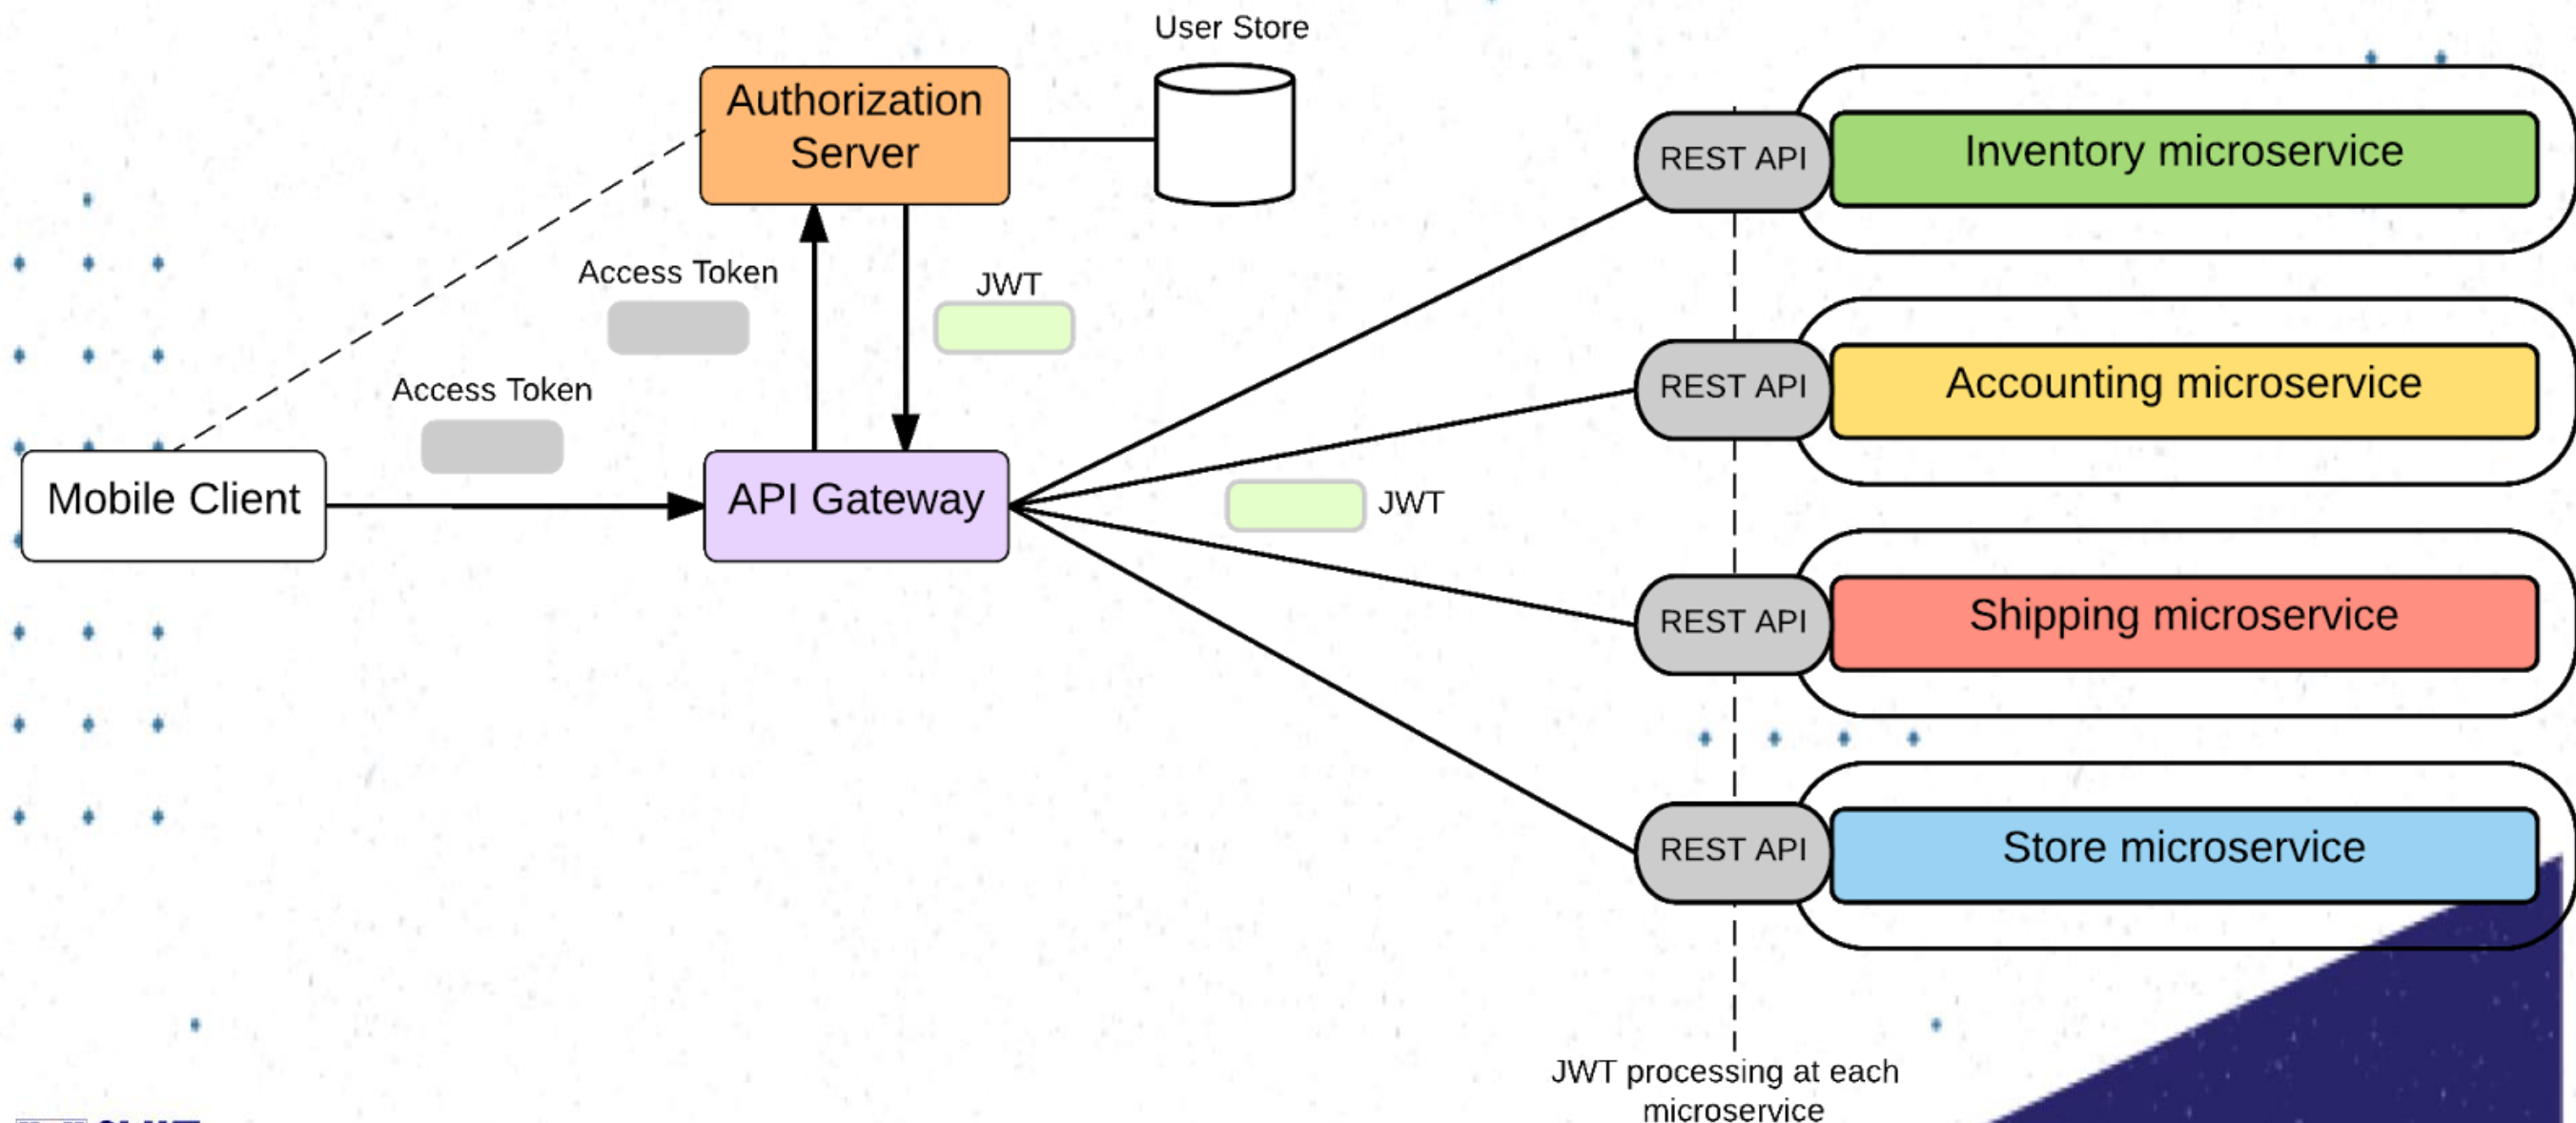 User Store
Authorization
Server
REST API
Inventory microservice
Access Token
JWT
Access Token
REST API
Accounting microservice
Mobile Client
API Gateway
JWT
REST API
Shipping microservice
REST API
Store microservice
JWT processing at each
microservice